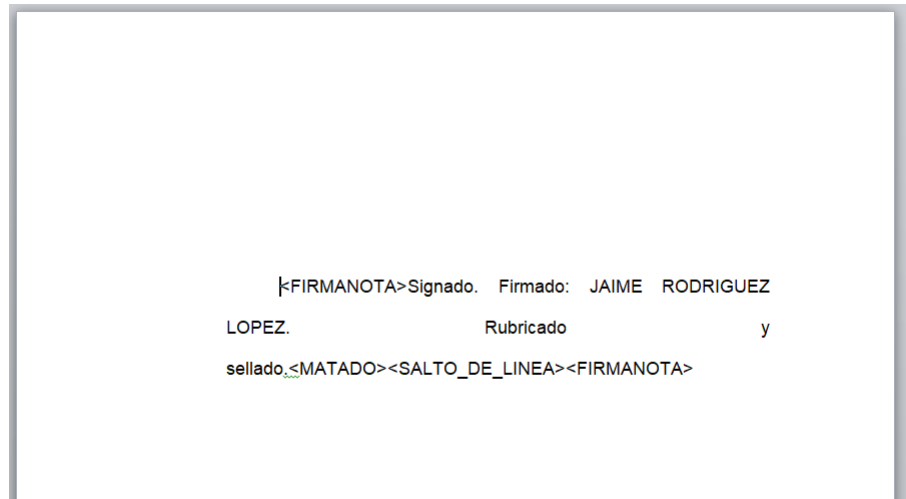 <FIRMANOTA>Signado. Firmado: JAIME RODRIGUEZ
LOPEZ. Rubricado y
sellado.<MATADO><SALTO_DE_LINEA><FIRMANOTA>